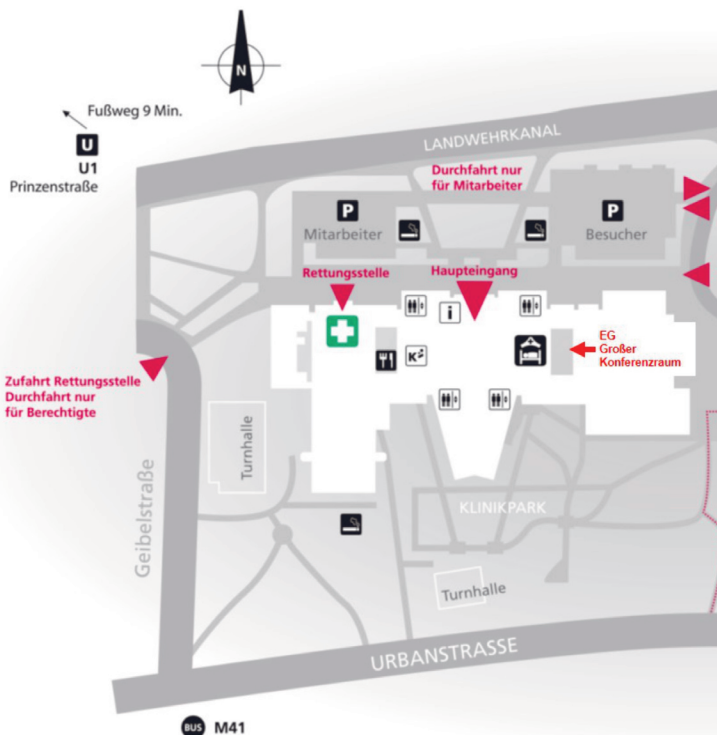 N
Fußweg 9 Min.
U
U1
Prinzenstraße
LANDWEHRKANAL
Durchfahrt nur
für Mitarbeiter
P
Mitarbeiter
P
Besucher
Rettungsstelle
Haupteingang
i
K
EG
Großer
Konferenzraum
Zufahrt Rettungsstelle
Durchfahrt nur
für Berechtigte
Turnhalle
Geibelstraße
KLINIKPARK
Turnhalle
URBANSTRASSE
BUS M41